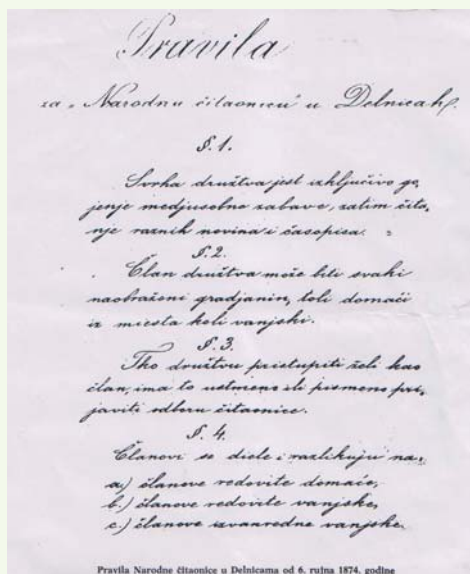 Pravila
za „Narodnu čitaonicu" u Delnicah.
§. 1.
Svrha družtva jest izključivo go,
jenje medjusobne zabave, zatim čita,
nje raznih novina i časopisa. =
§. 2.
Član družtva može biti svaki
naobraženi gradjanin, toli domaći
iz miesta koli vanjski.
§. 3.
Tko družtvu pristupiti želi kao
član, ima to ustmeno ili pismeno pri,
javiti odboru čitaonice.
§. 4.
Članovi se diele i razlikuju na:
a.) članove redovite domaće,
b.) članove redovite vanjske,
c.) članove izvanredne vanjske.
Pravila Narodne čitaonice u Delnicama od 6. rujna 1874. godine